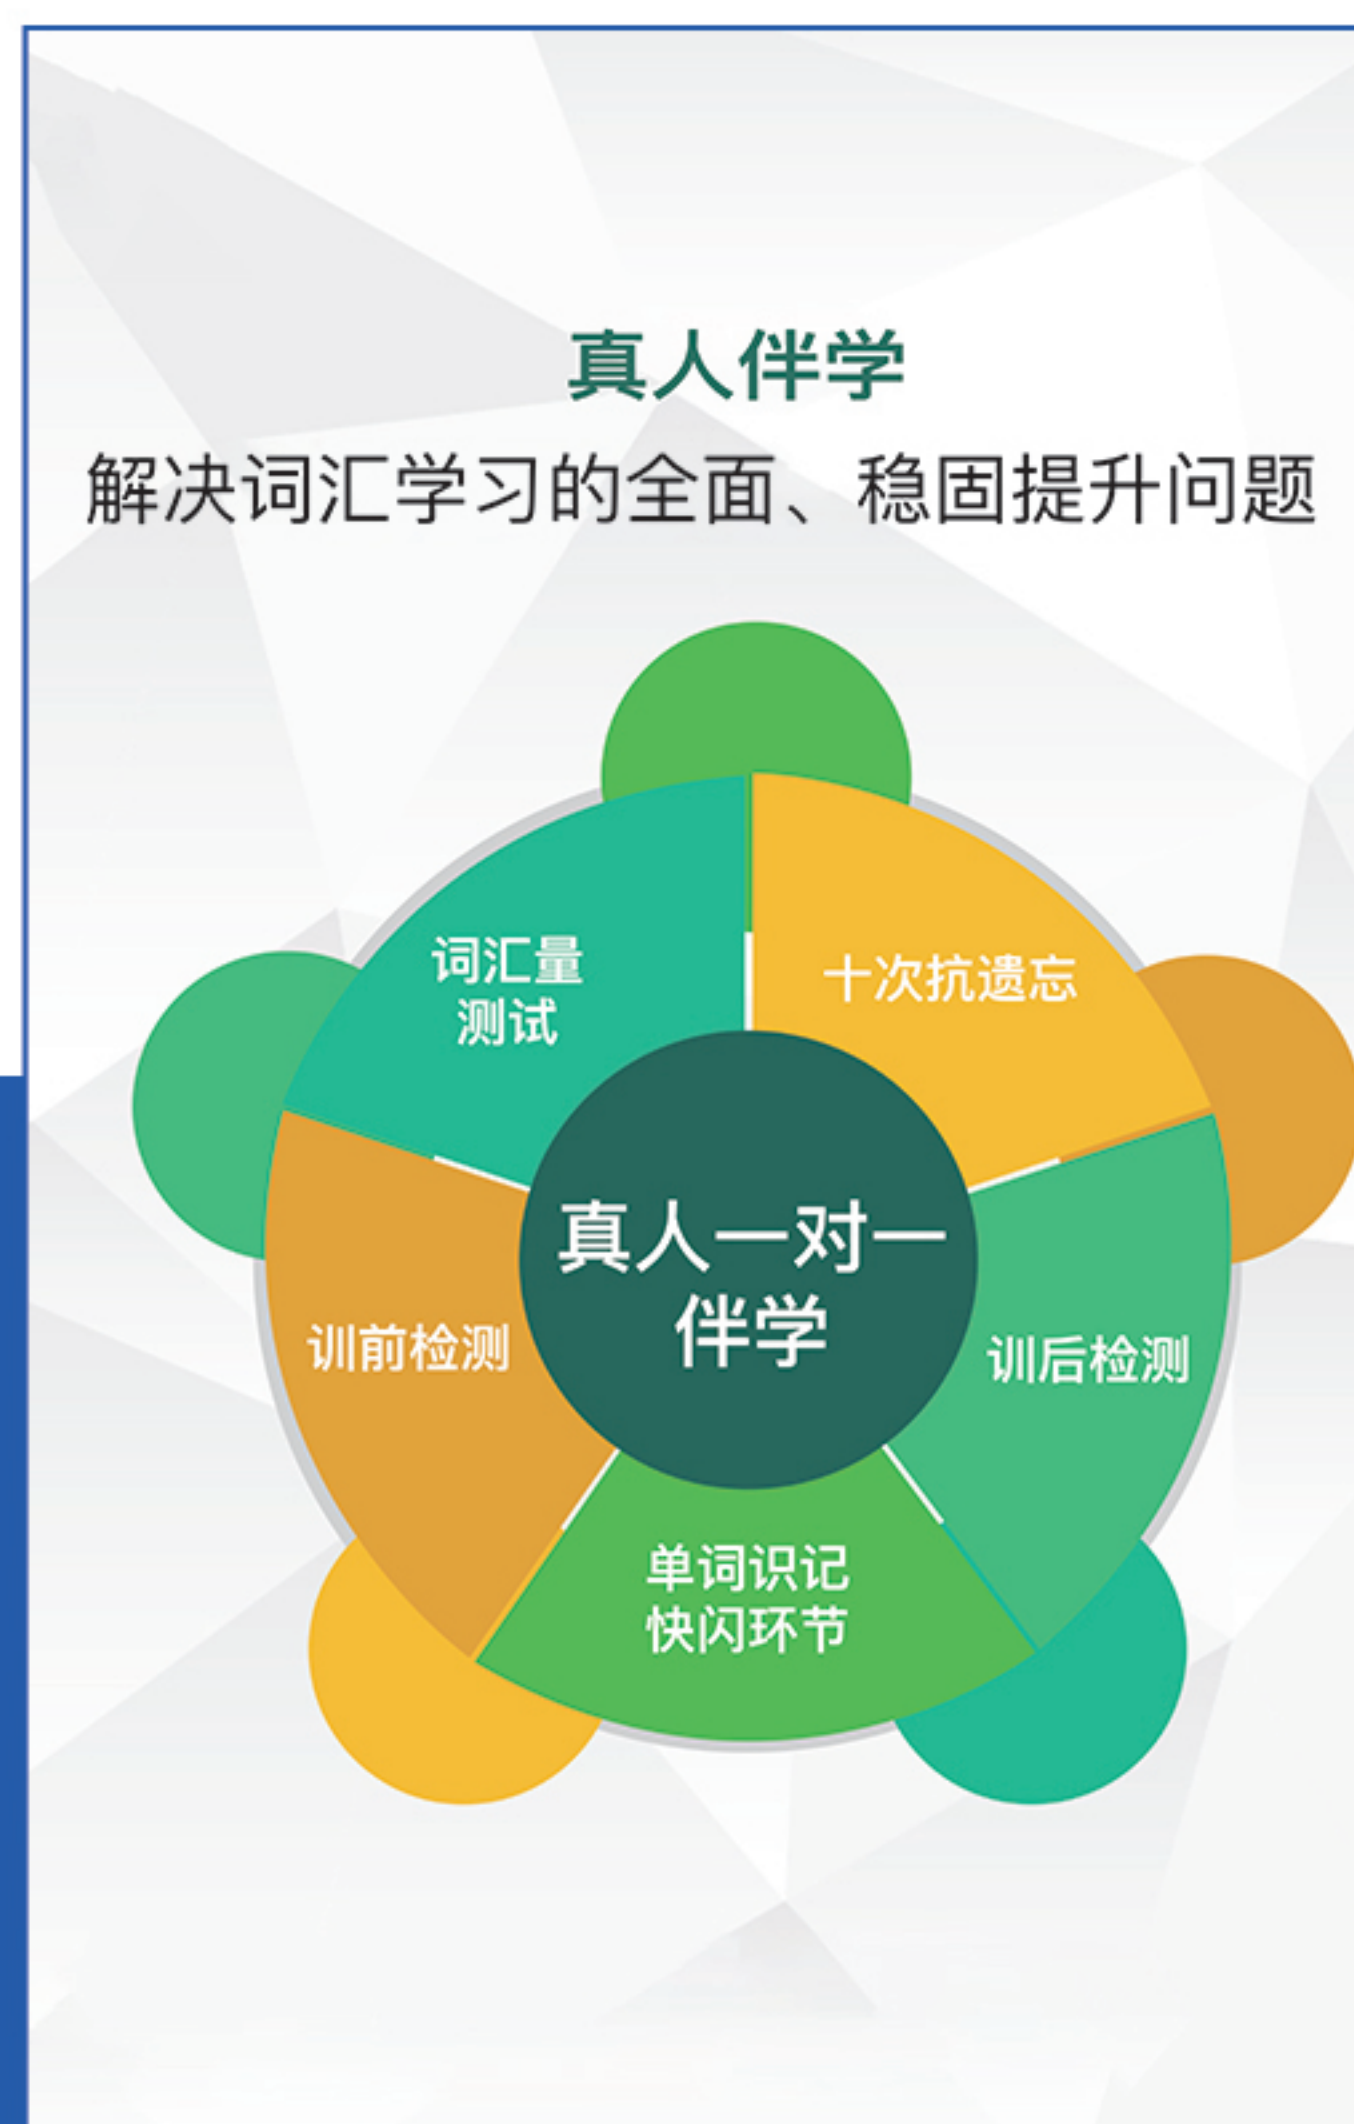 真人伴学
解决词汇学习的全面、稳固提升问题
词汇量
测试
十次抗遗忘
真人一对一
伴学
训前检测
训后检测
单词识记
快闪环节